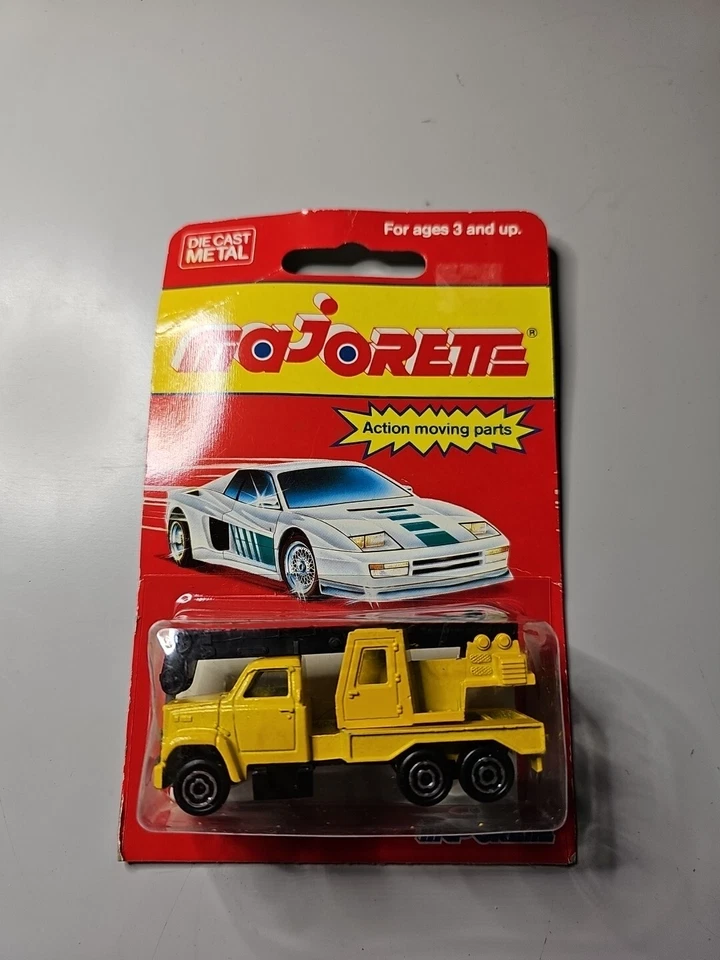 DIE CAST
METAL
For ages 3 and up.
MAJORETTE®
Action moving parts